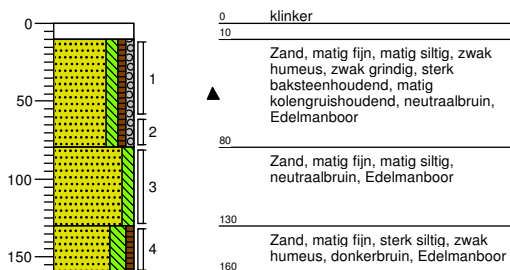 0
50
100
150
1
2
3
4
0 klinker
10
Zand, matig fijn, matig siltig, zwak
humeus, zwak grindig, sterk
baksteenhoudend, matig
kolengruishoudend, neutraalbruin,
Edelmanboor
80
Zand, matig fijn, matig siltig,
neutraalbruin, Edelmanboor
130
Zand, matig fijn, sterk siltig, zwak
humeus, donkerbruin, Edelmanboor
160